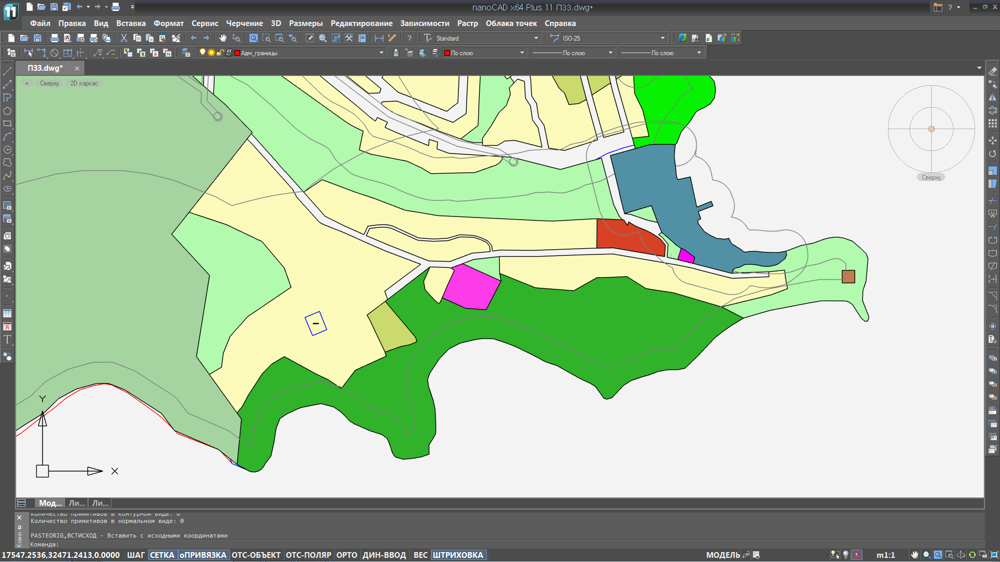 11
nanoCAD x64 Plus 11 ПЗЗ.dwg*
?
Файл Правка Вид Вставка Формат Сервис Черчение 3D Размеры Редактирование Зависимости Растр Облака точек Справка
? Standard ISO-25
Адм_границы По слою По слою По слою
ПЗЗ.dwg*
+ Сверху 2D каркас
Сверху
Y
X
Мод... Ли... Ли...
Количество примитивов в контурном виде: 0
Количество примитивов в нормальном виде: 0
PASTEORIG,ВСТИСХОД - Вставить с исходными координатами
Команда:
17547.2536,32471.2413,0.0000 ШАГ СЕТКА оПРИВЯЗКА ОТС-ОБЪЕКТ ОТС-ПОЛЯР ОРТО ДИН-ВВОД ВЕС ШТРИХОВКА МОДЕЛЬ m1:1